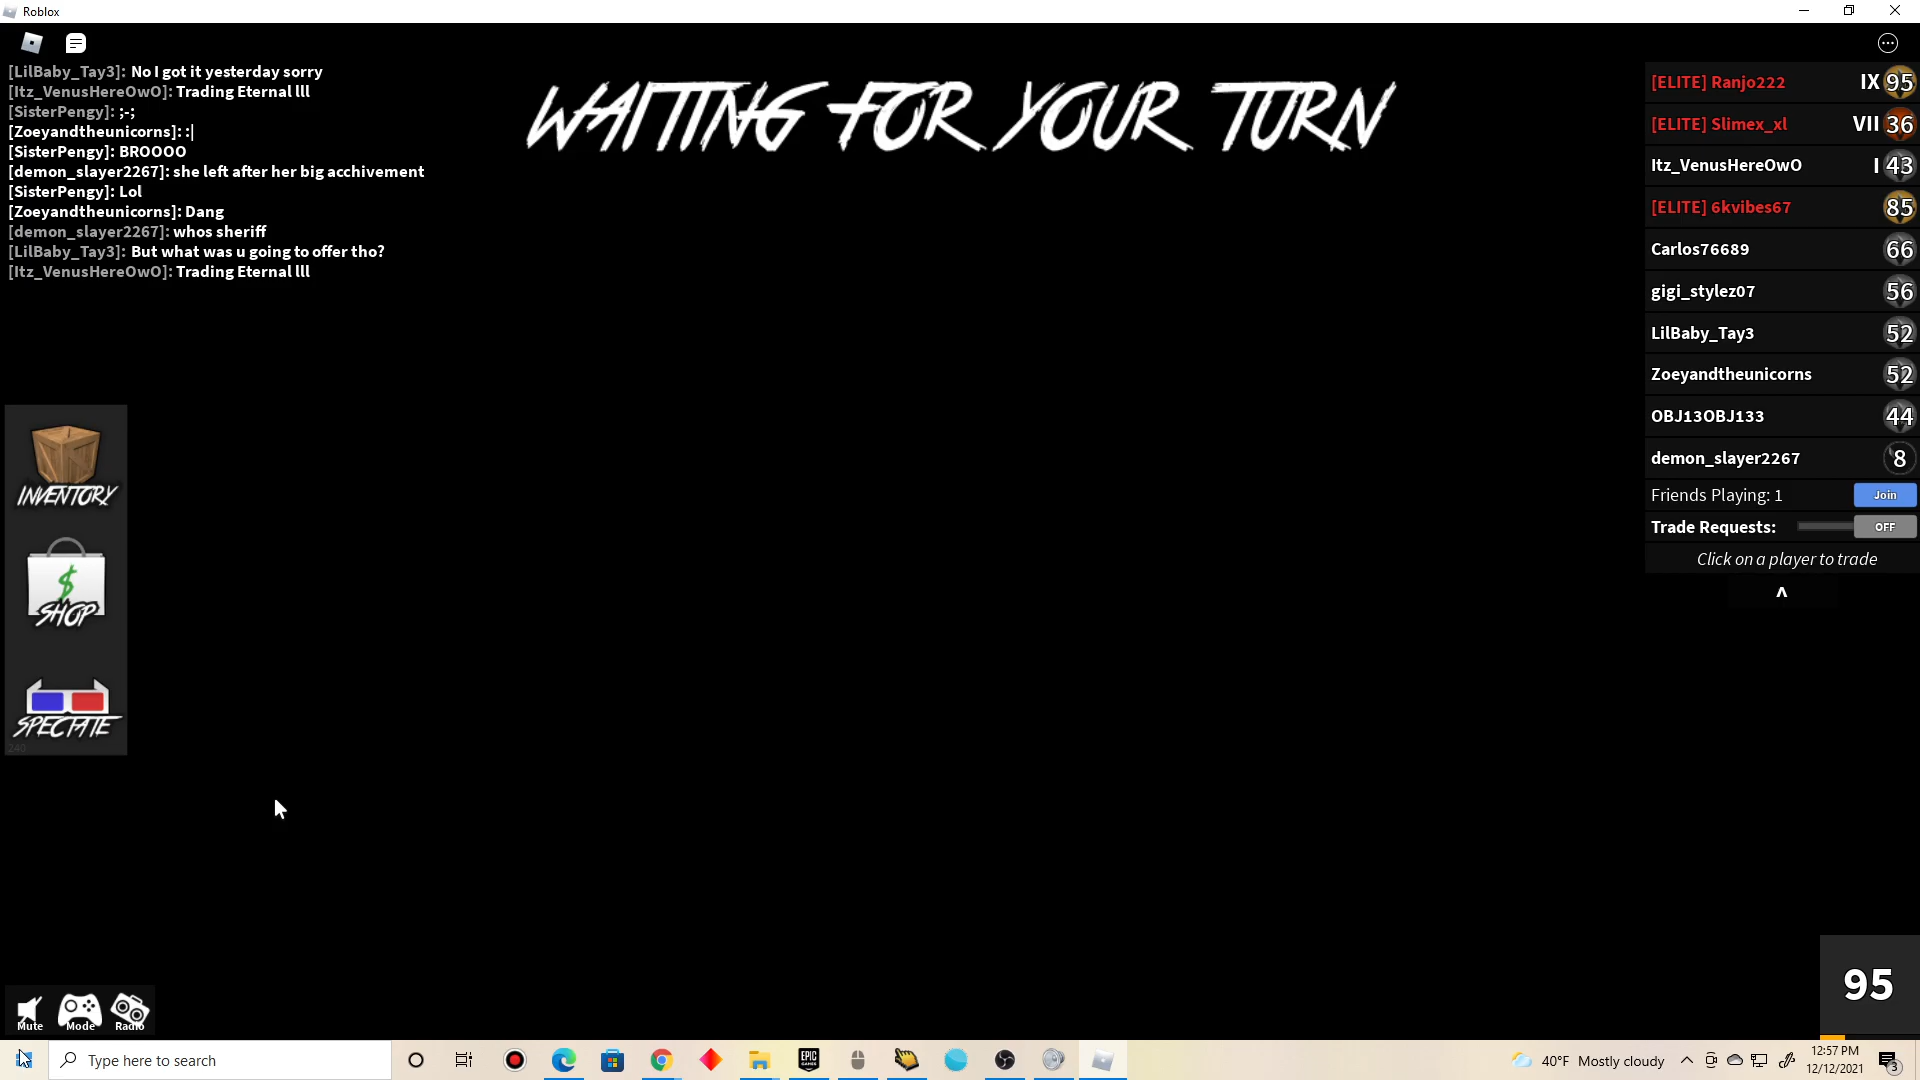 Roblox
[LilBaby_Tay3]: No I got it yesterday sorry
[Itz_VenusHereOwO]: Trading Eternal lll
[SisterPengy]: ;-;
[Zoeyandtheunicorns]: :|
[SisterPengy]: BROOOO
[demon_slayer2267]: she left after her big acchivement
[SisterPengy]: Lol
[Zoeyandtheunicorns]: Dang
[demon_slayer2267]: whos sheriff
[LilBaby_Tay3]: But what was u going to offer tho?
[Itz_VenusHereOwO]: Trading Eternal lll
WAITING FOR YOUR TURN
[ELITE] Ranjo222 IX 95
[ELITE] Slimex_xl VII 36
Itz_VenusHereOwO I 43
[ELITE] 6kvibes67 85
Carlos76689 66
gigi_stylez07 56
LilBaby_Tay3 52
Zoeyandtheunicorns 52
OBJ13OBJ133 44
demon_slayer2267 8
Friends Playing: 1 Join
Trade Requests: OFF
Click on a player to trade
^
INVENTORY
$
SHOP
SPECTATE
240
95
Mute Mode Radio
Type here to search
EPIC GAMES
40°F Mostly cloudy
12:57 PM
12/12/2021
3